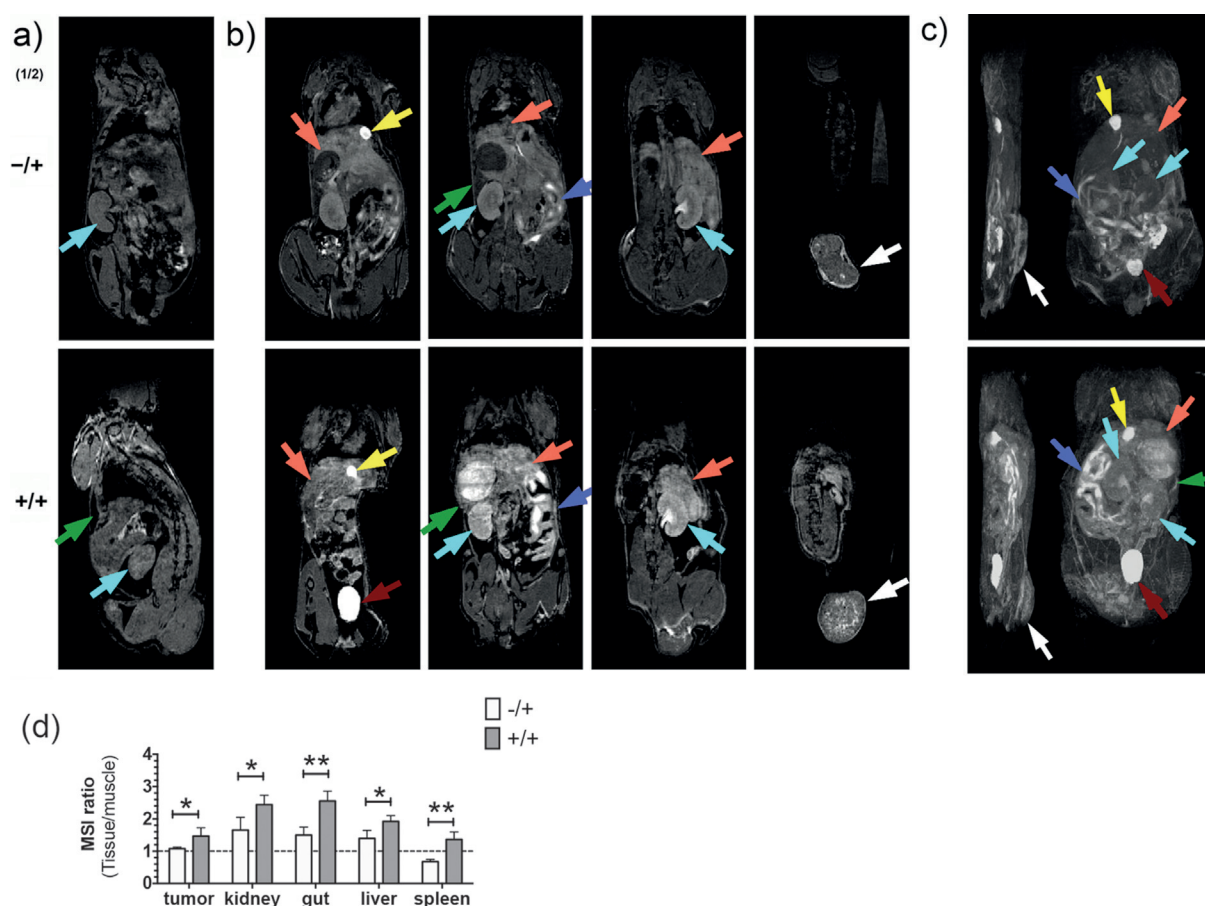 a)
b)
c)
(1/2)
−/+
+/+
(d)
-/+
+/+
MSI ratio
(Tissue/muscle)
4
3
2
1
0
*
*
**
*
**
tumor kidney gut liver spleen